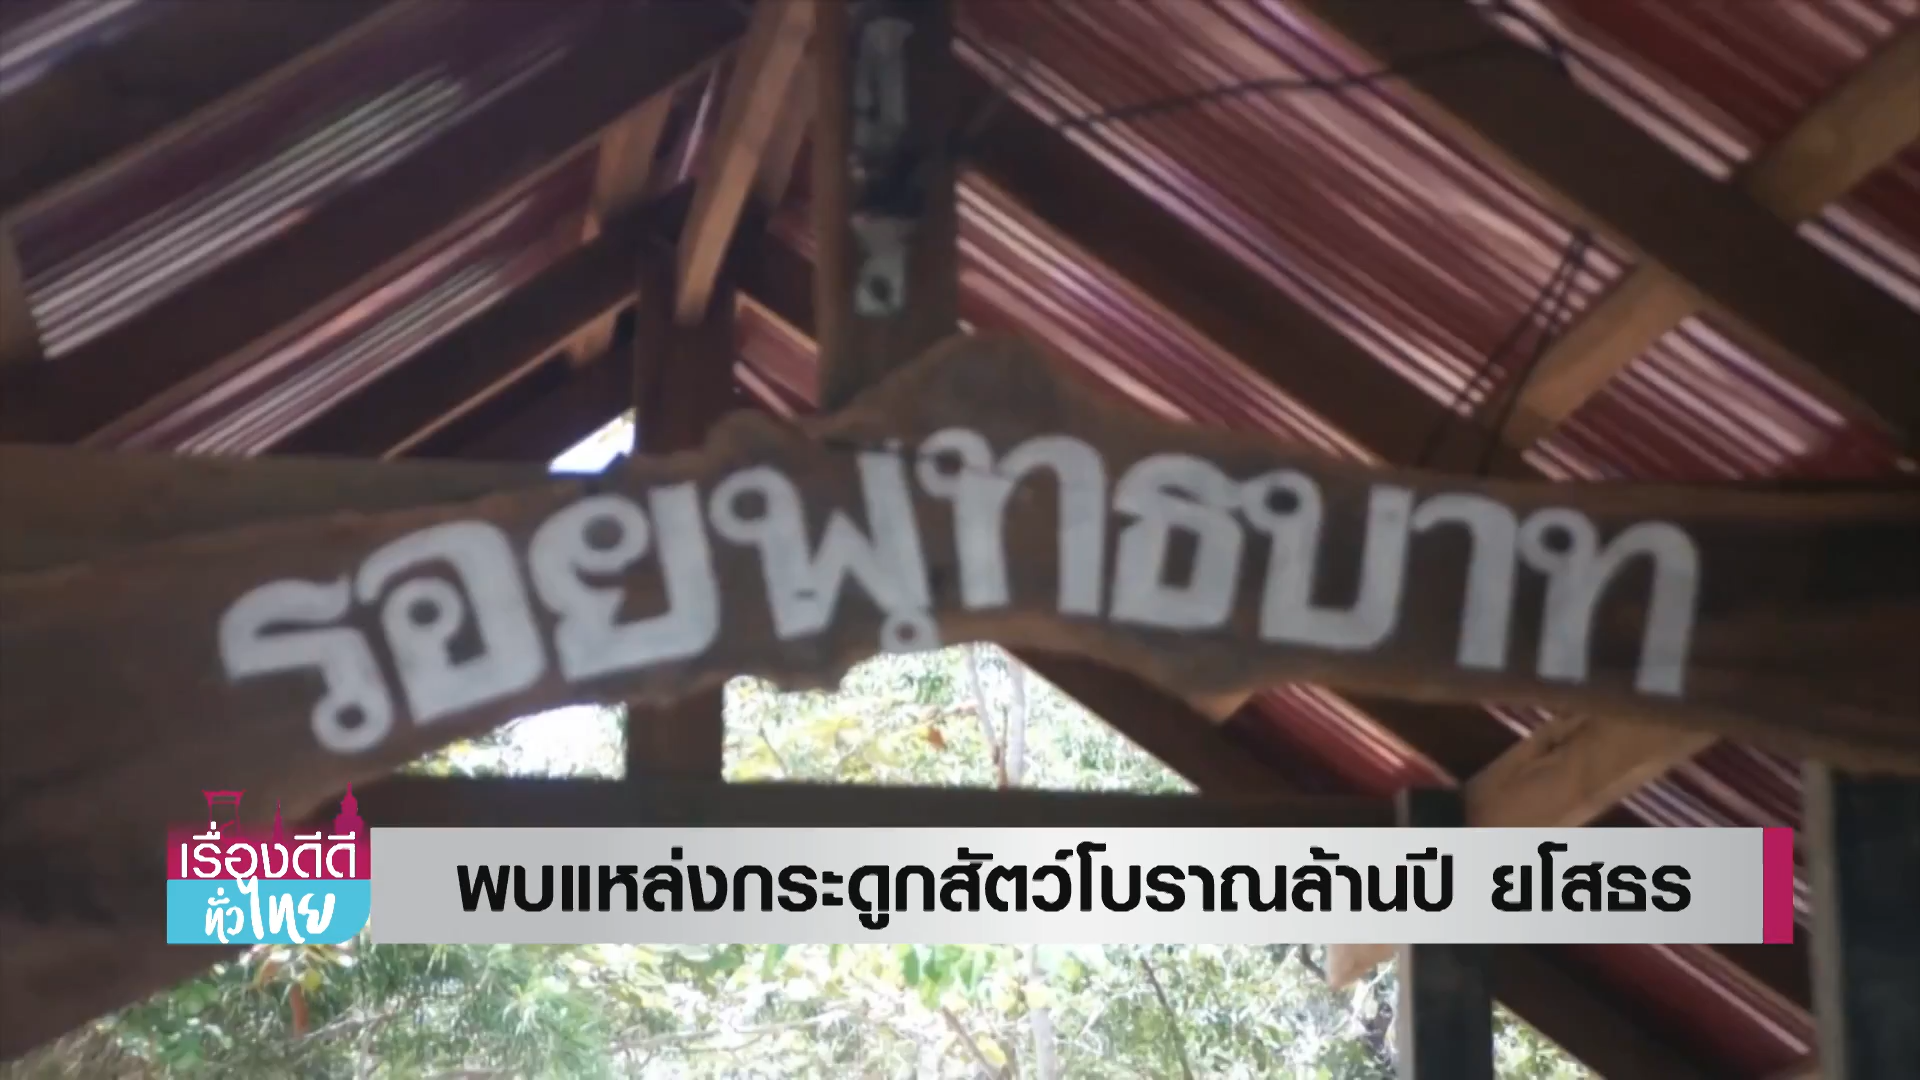 รอยพุทธบาท
เรื่องดีดี
ทั่วไทย
พบแหล่งกระดูกสัตว์โบราณล้านปี ยโสธร